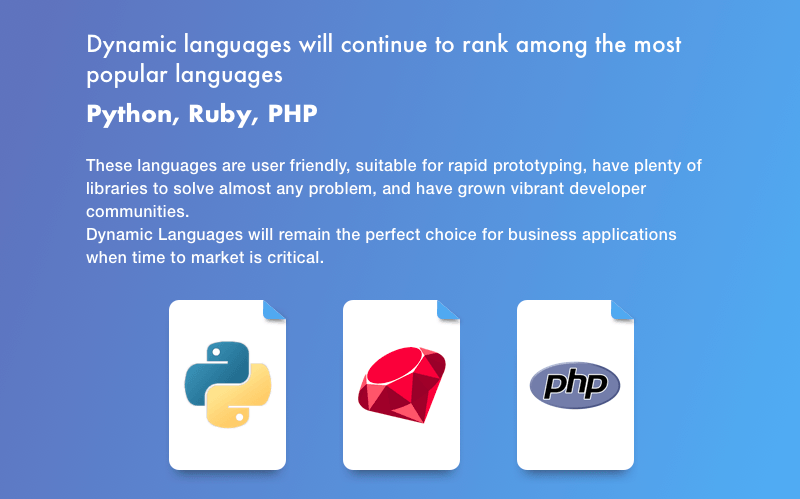 Dynamic languages will continue to rank among the most
popular languages
Python, Ruby, PHP
These languages are user friendly, suitable for rapid prototyping, have plenty of
libraries to solve almost any problem, and have grown vibrant developer
communities.
Dynamic Languages will remain the perfect choice for business applications
when time to market is critical.
php